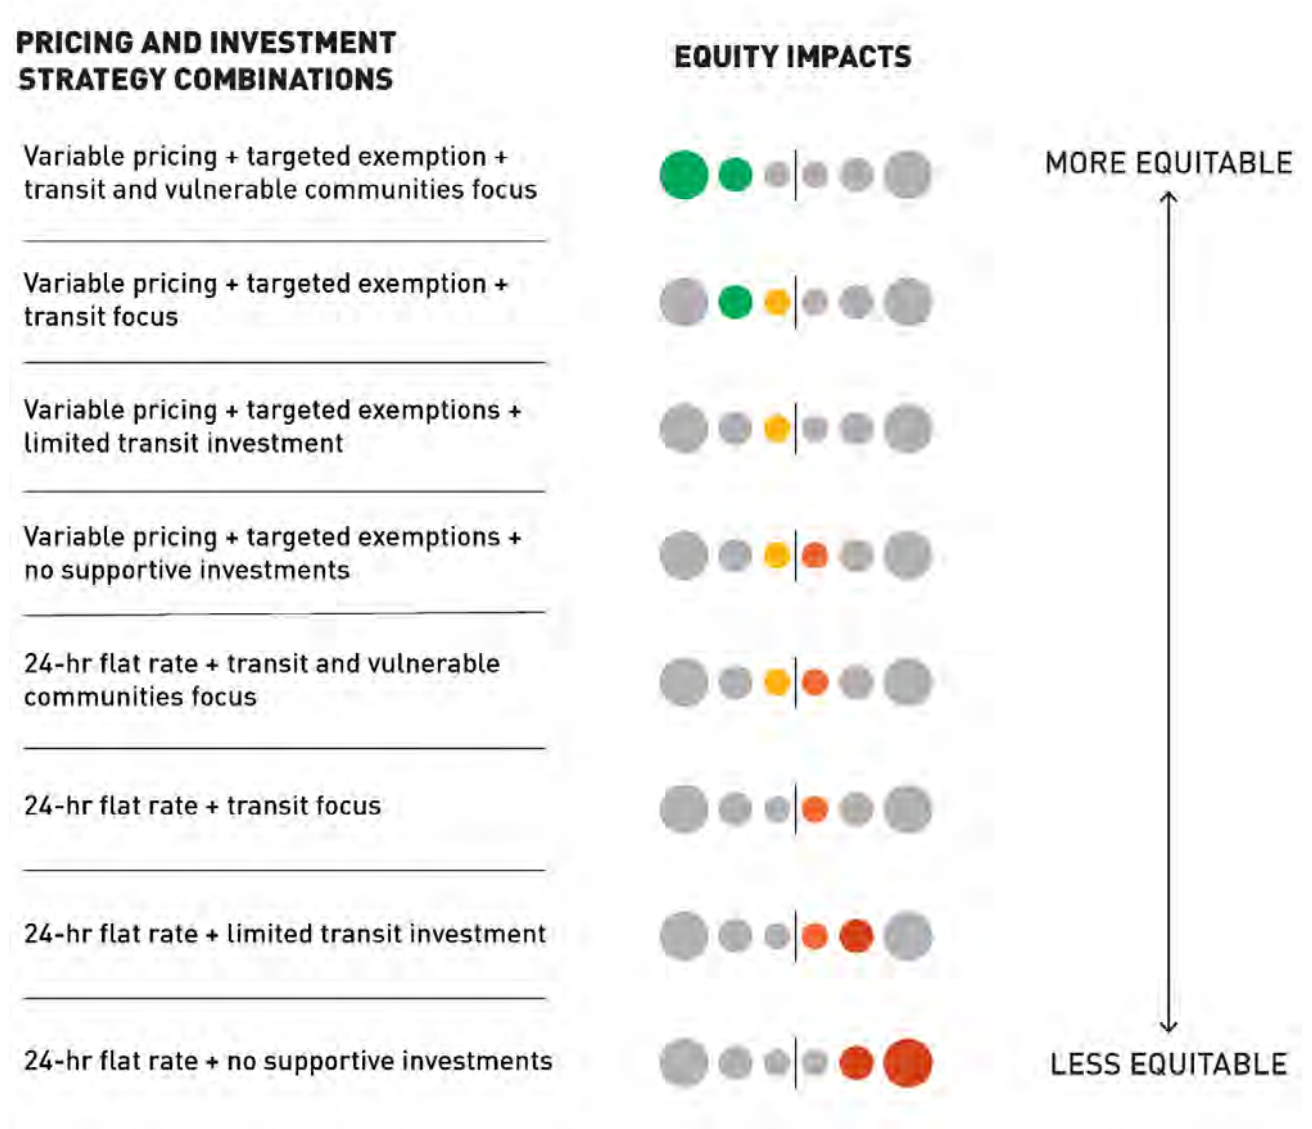 PRICING AND INVESTMENT
STRATEGY COMBINATIONS
EQUITY IMPACTS
Variable pricing + targeted exemption +
transit and vulnerable communities focus
MORE EQUITABLE
Variable pricing + targeted exemption +
transit focus
Variable pricing + targeted exemptions +
limited transit investment
Variable pricing + targeted exemptions +
no supportive investments
24-hr flat rate + transit and vulnerable
communities focus
24-hr flat rate + transit focus
24-hr flat rate + limited transit investment
24-hr flat rate + no supportive investments
LESS EQUITABLE